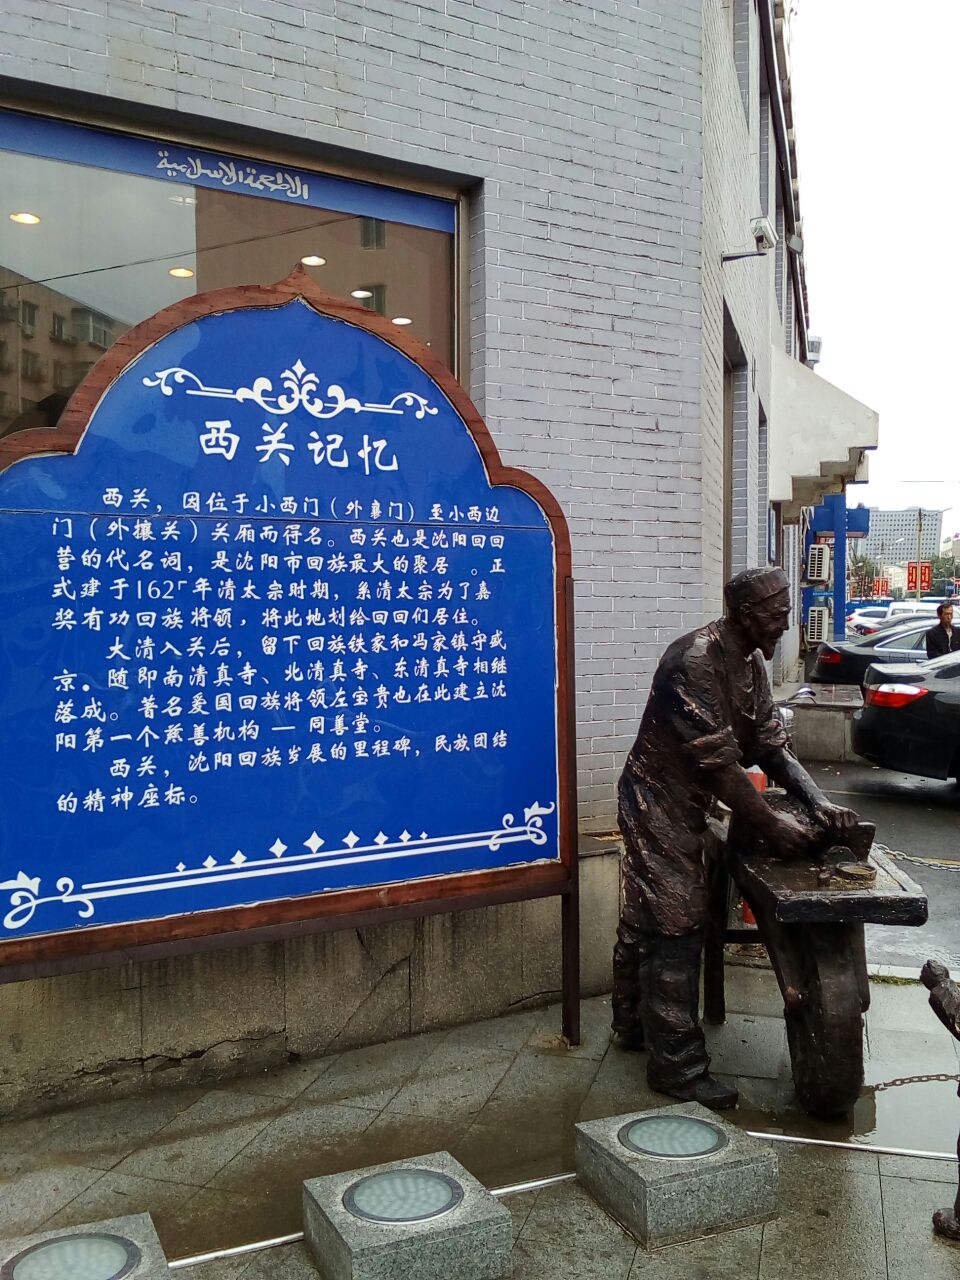 الاطعمة الاسلامية
西关记忆
西关，因位于小西门（外襄门）至小西边
门（外攘关）关厢而得名。西关也是沈阳回回
营的代名词，是沈阳市回族最大的聚居 。正
式建于1627年清太宗时期，系清太宗为了嘉
奖有功回族将领，将此地划给回回们居住。
大清入关后，留下回族铁家和冯家镇守盛
京。随即南清真寺、北清真寺、东清真寺相继
落成。著名爱国回族将领左宝贵也在此建立沈
阳第一个慈善机构 — 同善堂。
西关，沈阳回族发展的里程碑，民族团结
的精神座标。